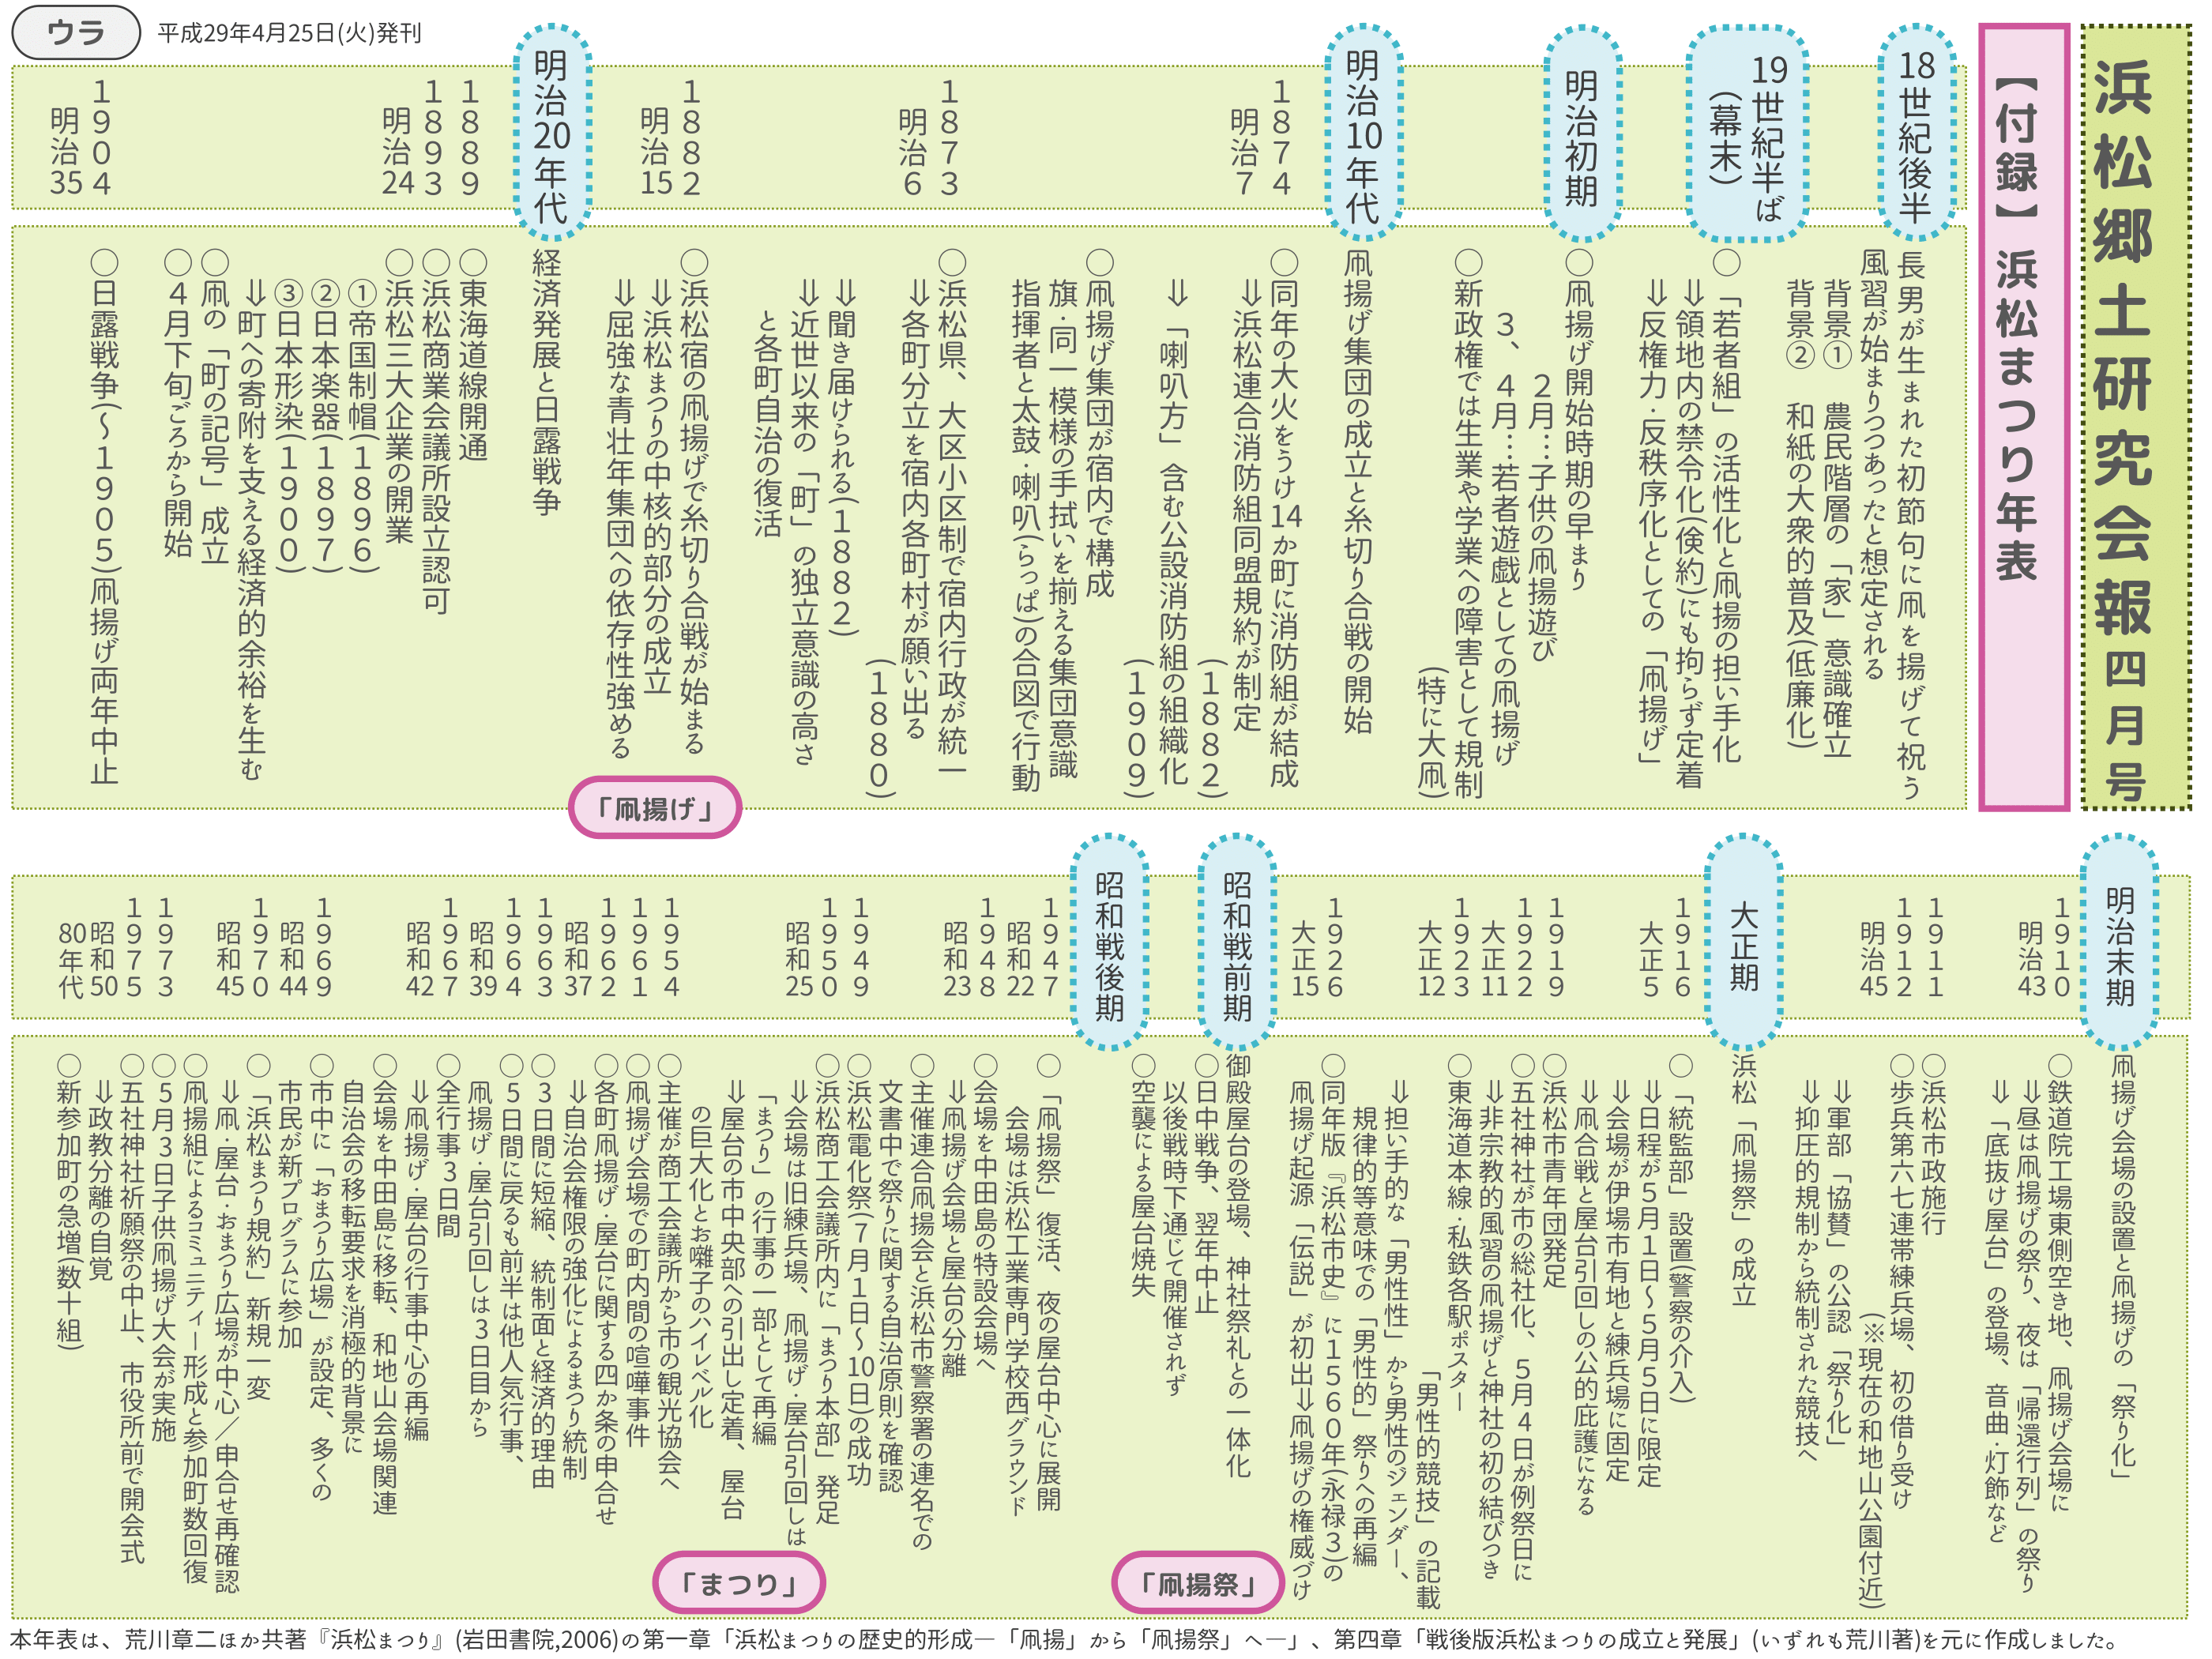 浜松郷土研究会報四月号
【付録】浜松まつり年表
ウラ
平成29年4月25日(火)発刊
18世紀後半
長男が生まれた初節句に凧を揚げて祝う
風習が始まりつつあったと想定される
背景① 農民階層の「家」意識確立
背景② 和紙の大衆的普及(低廉化)
19世紀半ば
(幕末)
○「若者組」の活性化と凧揚の担い手化
⇒領地内の禁令化(倹約)にも拘らず定着
⇒反権力・反秩序化としての「凧揚げ」
明治初期
○凧揚げ開始時期の早まり
2月…子供の凧揚遊び
3、4月…若者遊戯としての凧揚げ
○新政権では生業や学業への障害として規制
(特に大凧)
明治10年代
凧揚げ集団の成立と糸切り合戦の開始
1874
明治7
○同年の大火をうけ14か町に消防組が結成
⇒浜松連合消防組同盟規約が制定
(1882)
⇒「喇叭方」含む公設消防組の組織化
(1909)
○凧揚げ集団が宿内で構成
旗・同一模様の手拭いを揃える集団意識
指揮者と太鼓・喇叭(らっぱ)の合図で行動
1873
明治6
○浜松県、大区小区制で宿内行政が統一
⇒各町分立を宿内各町村が願い出る
(1880)
⇒聞き届けられる(1882)
⇒近世以来の「町」の独立意識の高さ
と各町自治の復活
1882
明治15
○浜松宿の凧揚げで糸切り合戦が始まる
⇒浜松まつりの中核的部分の成立
⇒屈強な青壮年集団への依存性強める
明治20年代
経済発展と日露戦争
1889
○東海道線開通
1893
明治24
○浜松商業会議所設立認可
○浜松三大企業の開業
①帝国制帽(1896)
②日本楽器(1897)
③日本形染(1900)
⇒町への寄附を支える経済的余裕を生む
○凧の「町の記号」成立
○4月下旬ごろから開始
1904
明治35
○日露戦争(〜1905)凧揚げ両年中止
「凧揚げ」
明治末期
凧揚げ会場の設置と凧揚げの「祭り化」
1910
明治43
○鉄道院工場東側空き地、凧揚げ会場に
⇒昼は凧揚げの祭り、夜は「帰還行列」の祭り
⇒「底抜け屋台」の登場、音曲・灯飾など
1911
○浜松市政施行
1912
明治45
○歩兵第六七連帯練兵場、初の借り受け
(※現在の和地山公園付近)
⇒軍部「協賛」の公認「祭り化」
⇒抑圧的規制から統制された競技へ
大正期
浜松「凧揚祭」の成立
1916
大正5
○「統監部」設置(警察の介入)
⇒日程が5月1日〜5月5日に限定
⇒会場が伊場市有地と練兵場に固定
⇒凧合戦と屋台引回しの公的庇護になる
1919
○浜松市青年団発足
1922
大正11
○五社神社が市の総社化、5月4日が例祭日に
⇒非宗教的風習の凧揚げと神社の初の結びつき
1923
大正12
○東海道本線・私鉄各駅ポスター
「男性的競技」の記載
⇒担い手的な「男性性」から男性のジェンダー、
規律的等意味での「男性的」祭りへの再編
1926
大正15
○同年版『浜松市史』に1560年(永禄3)の
凧揚げ起源「伝説」が初出⇒凧揚げの権威づけ
昭和戦前期
御殿屋台の登場、神社祭礼との一体化
○日中戦争、翌年中止
以後戦時下通じて開催されず
○空襲による屋台焼失
「凧揚祭」
昭和戦後期
1947
昭和22
○「凧揚祭」復活、夜の屋台中心に展開
会場は浜松工業専門学校西グラウンド
1948
昭和23
○会場を中田島の特設会場へ
⇒凧揚げ会場と屋台の分離
○主催連合凧揚会と浜松市警察署の連名での
文書中で祭りに関する自治原則を確認
1949
○浜松電化祭(7月1日〜10日)の成功
1950
昭和25
○浜松商工会議所内に「まつり本部」発足
⇒会場は旧練兵場、凧揚げ・屋台引回しは
「まつり」の行事の一部として再編
⇒屋台の市中央部への引出し定着、屋台
の巨大化とお囃子のハイレベル化
1954
○主催が商工会議所から市の観光協会へ
1961
○凧揚げ会場での町内間の喧嘩事件
1962
昭和37
○各町凧揚げ・屋台に関する四か条の申合せ
⇒自治会権限の強化によるまつり統制
1963
○3日間に短縮、統制面と経済的理由
1964
昭和39
○5日間に戻るも前半は他人気行事、
凧揚げ・屋台引回しは3日目から
1967
昭和42
○全行事3日間
⇒凧揚げ・屋台の行事中心の再編
○会場を中田島に移転、和地山会場関連
自治会の移転要求を消極的背景に
1969
昭和44
○市中に「おまつり広場」が設定、多くの
市民が新プログラムに参加
1970
昭和45
○「浜松まつり規約」新規一変
⇒凧・屋台・おまつり広場が中心／申合せ再確認
○凧揚組によるコミュニティー形成と参加町数回復
1973
○5月3日子供凧揚げ大会が実施
1975
昭和50
○五社神社祈願祭の中止、市役所前で開会式
⇒政教分離の自覚
80年代
○新参加町の急増(数十組)
「まつり」
本年表は、荒川章二ほか共著『浜松まつり』(岩田書院,2006)の第一章「浜松まつりの歴史的形成―「凧揚」から「凧揚祭」へ―」、第四章「戦後版浜松まつりの成立と発展」(いずれも荒川著)を元に作成しました。